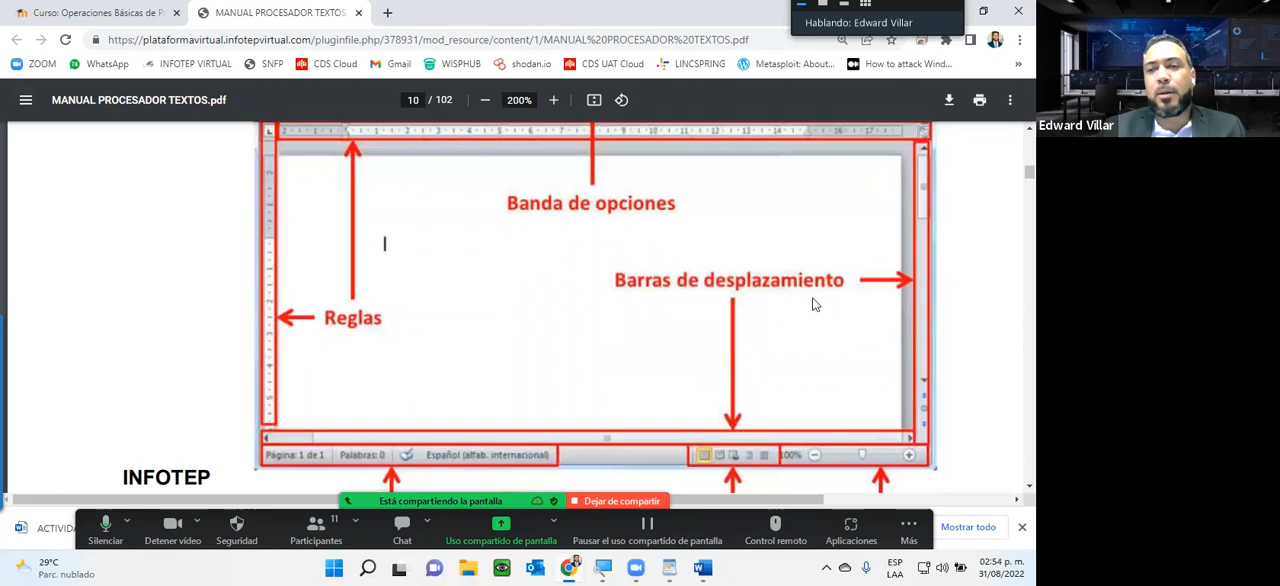 Curso: Operaciones Básicas de P
MANUAL PROCESADOR TEXTOS.
Hablando: Edward Villar
https://plataformavirtual.infotepvirtual.com/pluginfile.php/378931/mod_resource/content/1/MANUAL%20PROCESADOR%20TEXTOS.pdf
ZOOM
WhatsApp
INFOTEP VIRTUAL
SNFP
CDS Cloud
Gmail
WISPHUB
shodan.io
CDS UAT Cloud
LINCSPRING
Metasploit: About...
How to attack Wind...
»
MANUAL PROCESADOR TEXTOS.pdf
10 / 102
200%
Edward Villar
Banda de opciones
Barras de desplazamiento
Reglas
Página: 1 de 1
Palabras: 0
Español (alfab. internacional)
100%
INFOTEP
Está compartiendo la pantalla
Dejar de compartir
ACTIVIDA
Silenciar
Detener video
Seguridad
11
Participantes
Chat
Uso compartido de pantalla
Pausar el uso compartido de pantalla
Control remoto
Aplicaciones
Más
Mostrar todo
29°C
Parc. nublado
ESP
LAA
02:54 p. m.
31/08/2022